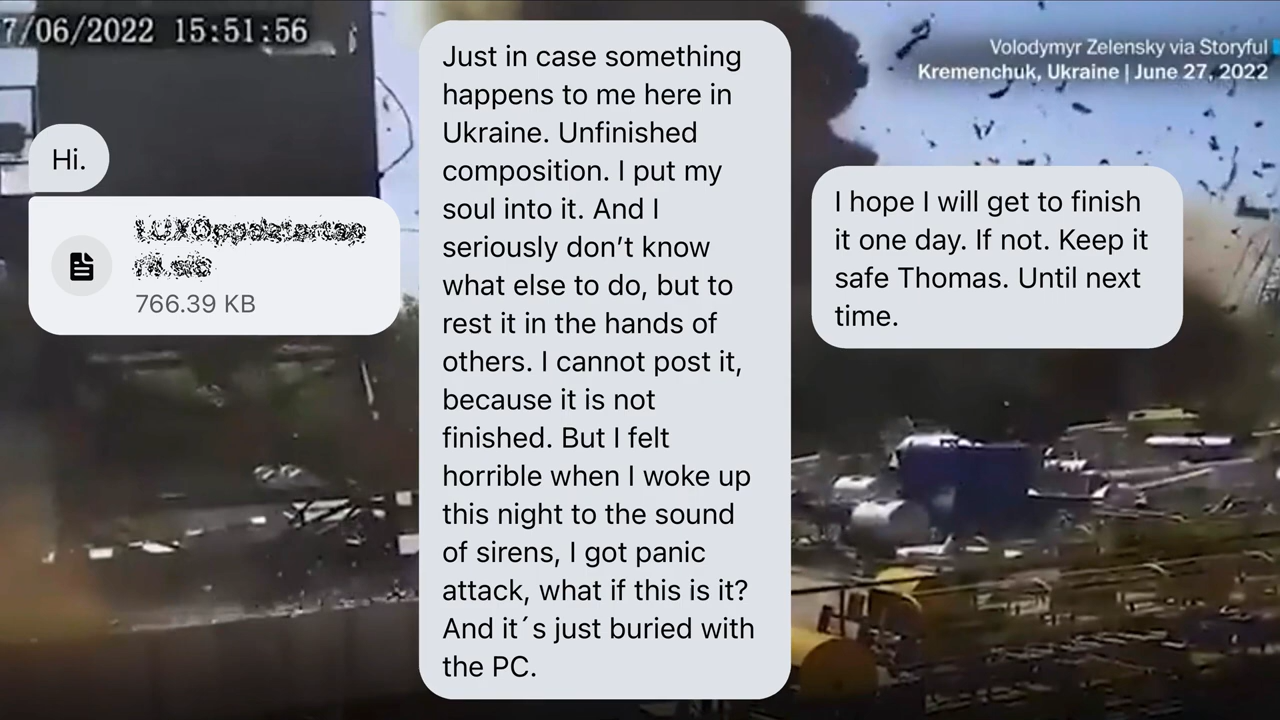 7/06/2022 15:51:56
Volodymyr Zelensky via Storyful
Kremenchuk, Ukraine | June 27, 2022
Hi.
766.39 KB
Just in case something
happens to me here in
Ukraine. Unfinished
composition. I put my
soul into it. And I
seriously don’t know
what else to do, but to
rest it in the hands of
others. I cannot post it,
because it is not
finished. But I felt
horrible when I woke up
this night to the sound
of sirens, I got panic
attack, what if this is it?
And it´s just buried with
the PC.
I hope I will get to finish
it one day. If not. Keep it
safe Thomas. Until next
time.